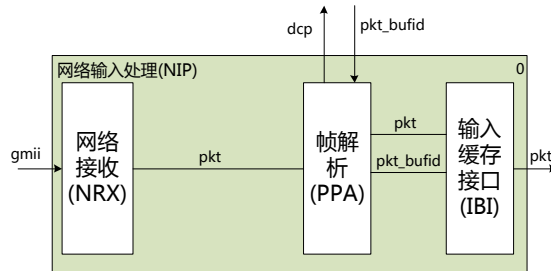 dcp
pkt_bufid
网络输入处理(NIP)
0
gmii
网络
接收
(NRX)
pkt
帧解
析
(PPA)
pkt
pkt_bufid
输入
缓存
接口
(IBI)
pkt